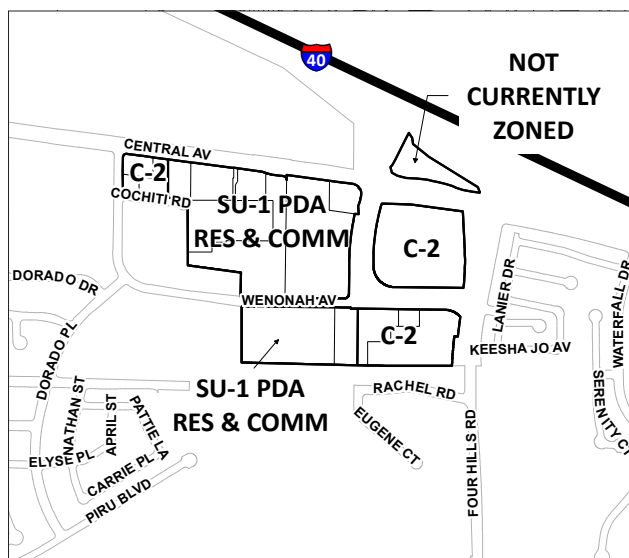 40
NOT
CURRENTLY
ZONED
CENTRAL AV
C-2
COCHITI RD
SU-1 PDA
RES & COMM
C-2
LANIER DR
WATERFALL DR
DORADO DR
WENONAH AV
DORADO PL
C-2
KEESHA JO AV
SU-1 PDA
RES & COMM
RACHEL RD
NATHAN ST
APRIL ST
PATTIE LA
EUGENE CT
SERENITY CT
ELYSE PL
CARRIE PL
FOUR HILLS RD
PIRU BLVD